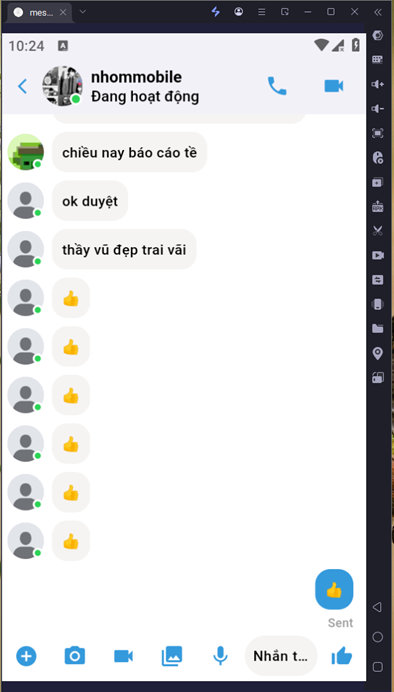 mes...
10:24
A
nhommobile
Đang hoạt động
chiều nay báo cáo tề
ok duyệt
thầy vũ đẹp trai vãi
👍
👍
👍
👍
👍
👍
👍
Sent
Nhắn t...